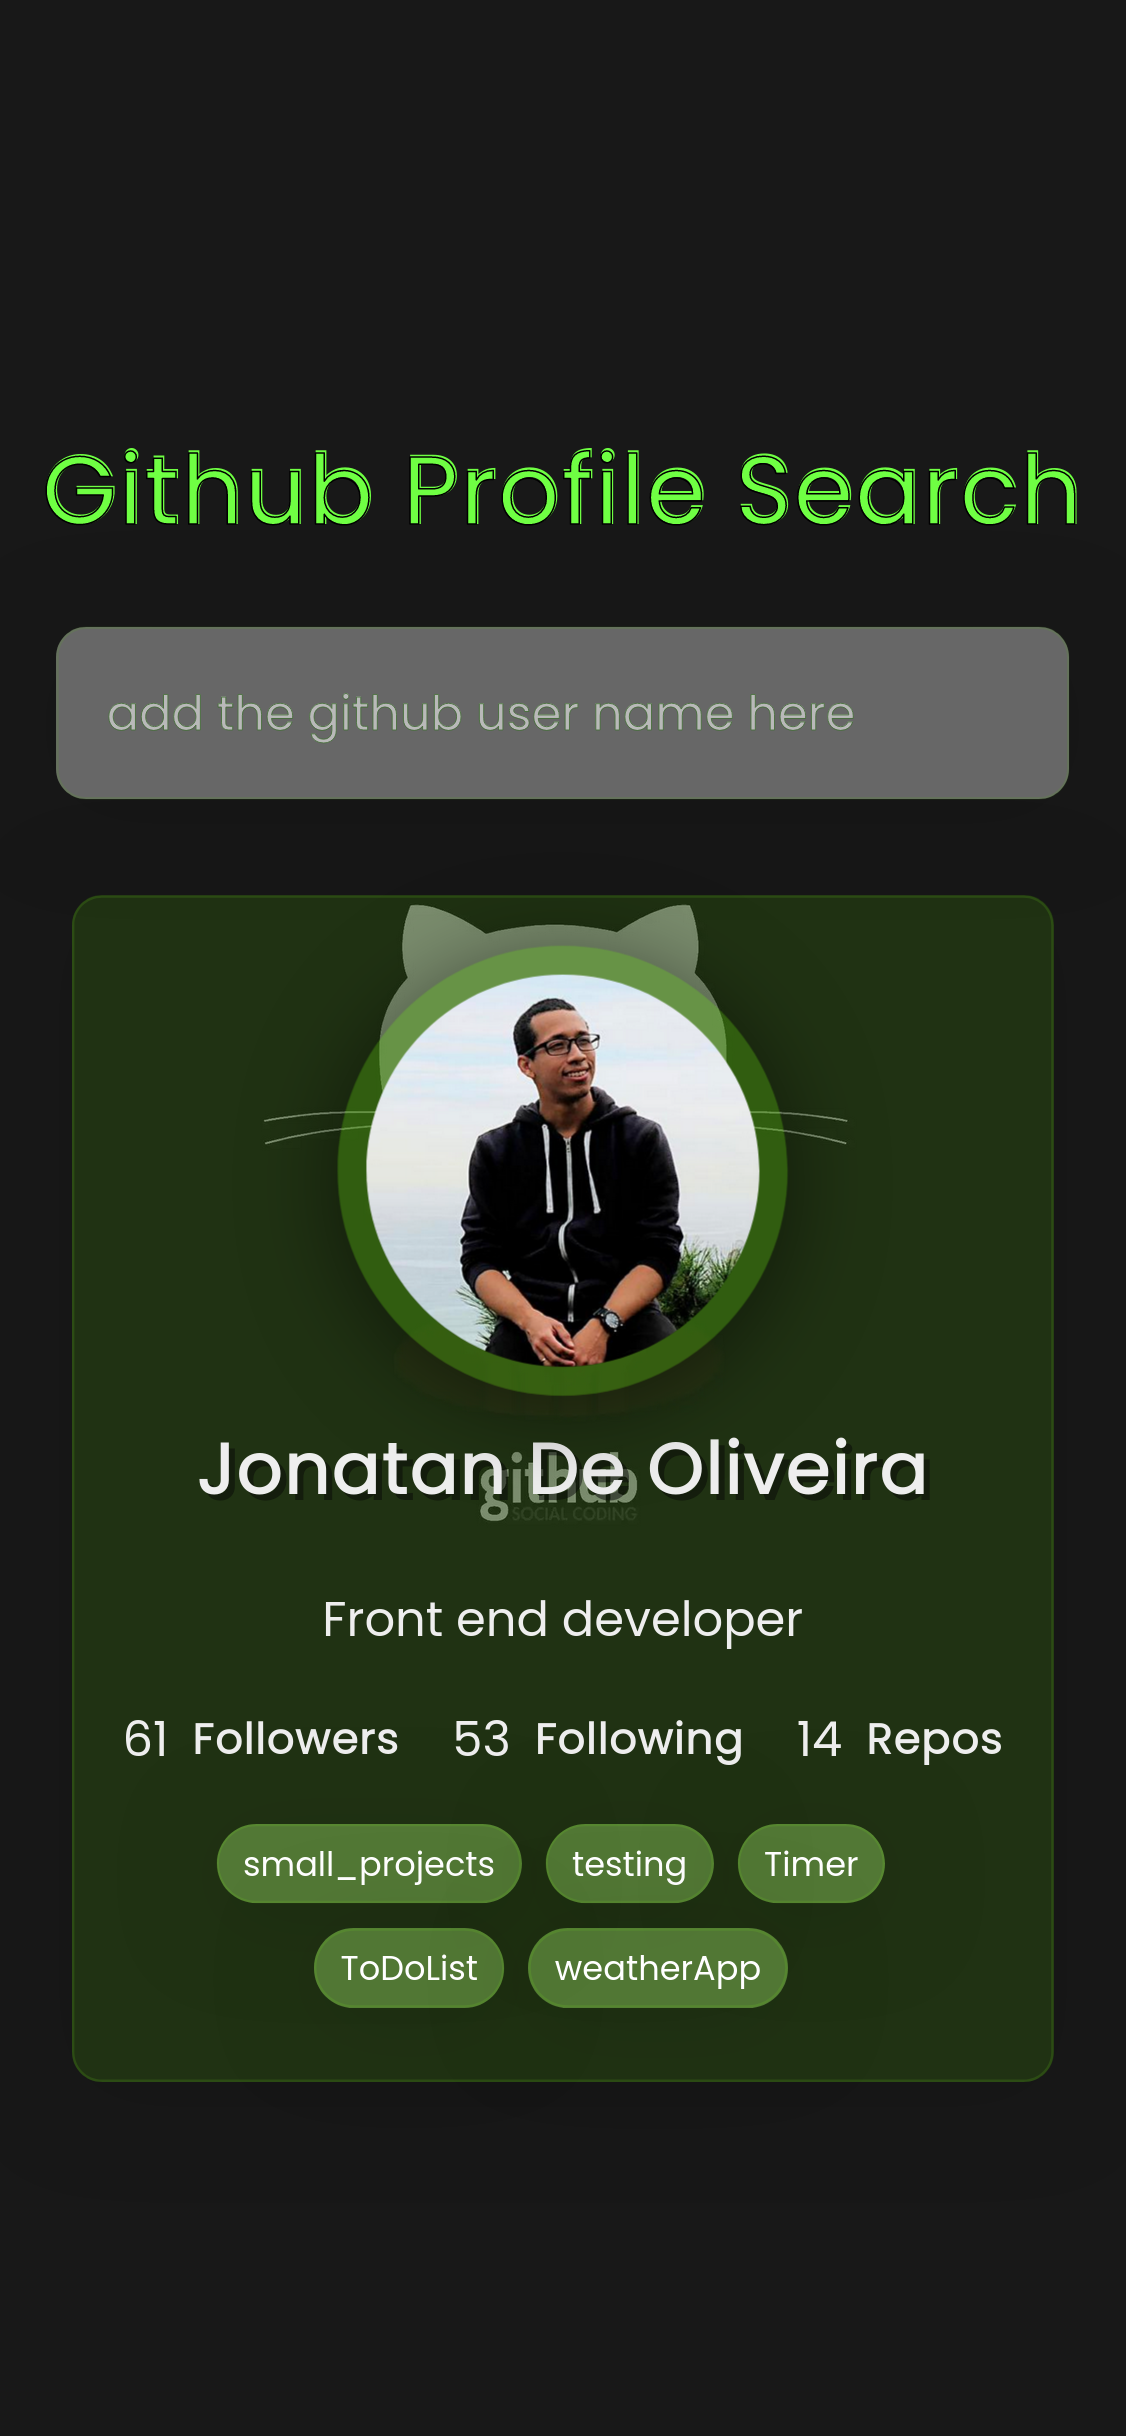 Github Profile Search
add the github user name here
Jonatan De Oliveira
github
SOCIAL CODING
Front end developer
61 Followers 53 Following 14 Repos
small_projects testing Timer
ToDoList weatherApp